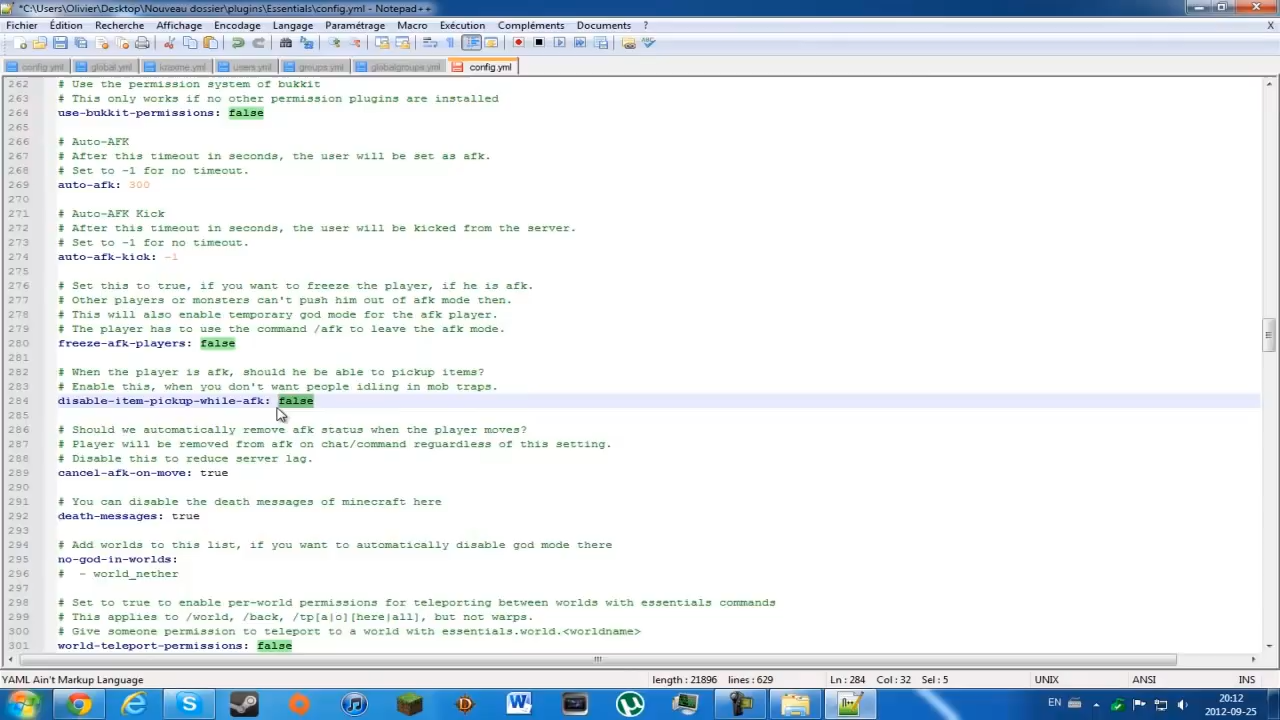 *C:\Users\Olivier\Desktop\Nouveau dossier\plugins\Essentials\config.yml - Notepad++
Fichier Édition Recherche Affichage Encodage Langage Paramétrage Macro Exécution Compléments Documents ? X
config.yml global.yml users.yml groups.yml globalgroups.yml config.yml
262 # Use the permission system of bukkit
263 # This only works if no other permission plugins are installed
264 use-bukkit-permissions: false
265
266 # Auto-AFK
267 # After this timeout in seconds, the user will be set as afk.
268 # Set to -1 for no timeout.
269 auto-afk: 300
270
271 # Auto-AFK Kick
272 # After this timeout in seconds, the user will be kicked from the server.
273 # Set to -1 for no timeout.
274 auto-afk-kick: -1
275
276 # Set this to true, if you want to freeze the player, if he is afk.
277 # Other players or monsters can't push him out of afk mode then.
278 # This will also enable temporary god mode for the afk player.
279 # The player has to use the command /afk to leave the afk mode.
280 freeze-afk-players: false
281
282 # When the player is afk, should he be able to pickup items?
283 # Enable this, when you don't want people idling in mob traps.
284 disable-item-pickup-while-afk: false
285
286 # Should we automatically remove afk status when the player moves?
287 # Player will be removed from afk on chat/command reguardless of this setting.
288 # Disable this to reduce server lag.
289 cancel-afk-on-move: true
290
291 # You can disable the death messages of minecraft here
292 death-messages: true
293
294 # Add worlds to this list, if you want to automatically disable god mode there
295 no-god-in-worlds:
296 #  - world_nether
297
298 # Set to true to enable per-world permissions for teleporting between worlds with essentials commands
299 # This applies to /world, /back, /tp[a|o][here|all], but not warps.
300 # Give someone permission to teleport to a world with essentials.world.<worldname>
301 world-teleport-permissions: false
YAML Ain't Markup Language length : 21896 lines : 629 Ln : 284 Col : 32 Sel : 5 UNIX ANSI INS
EN 20:12
2012-09-25